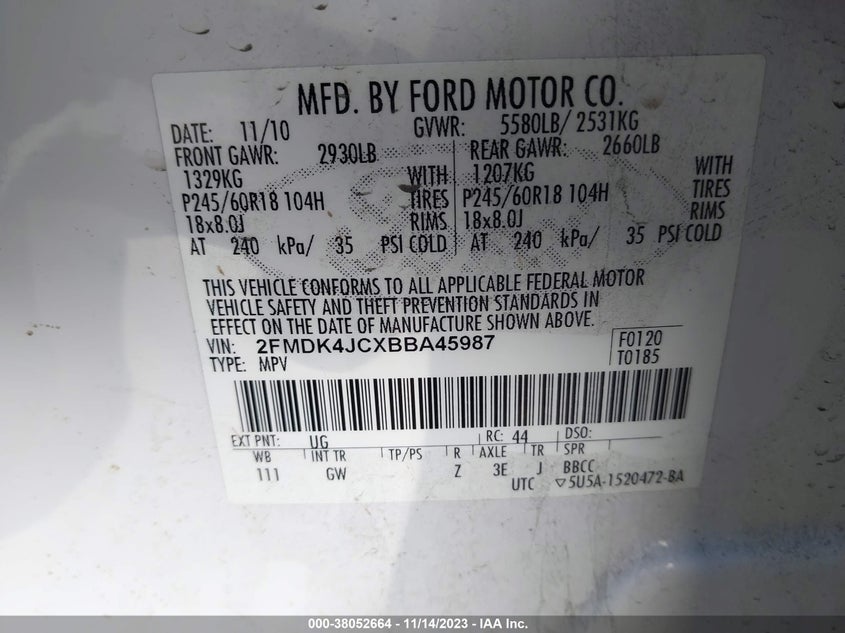 MFD. BY FORD MOTOR CO.
DATE: 11/10 GVWR: 5580LB/ 2531KG
FRONT GAWR: 2930LB REAR GAWR: 2660LB
1329KG WITH 1207KG WITH
P245/60R18 104H TIRES P245/60R18 104H TIRES
18x8.0J RIMS 18x8.0J RIMS
AT 240 kPa/ 35 PSI COLD AT 240 kPa/ 35 PSI COLD
THIS VEHICLE CONFORMS TO ALL APPLICABLE FEDERAL MOTOR
VEHICLE SAFETY AND THEFT PREVENTION STANDARDS IN
EFFECT ON THE DATE OF MANUFACTURE SHOWN ABOVE.
VIN: 2FMDK4JCXBBA45987 F0120
TYPE: MPV T0185
EXT PNT: UG RC: 44 DSO:
WB INT TR TP/PS R AXLE TR SPR
111 GW Z 3E J BBCC
UTC ▽5U5A-1520472-BA
000-38052664 - 11/14/2023 - IAA Inc.